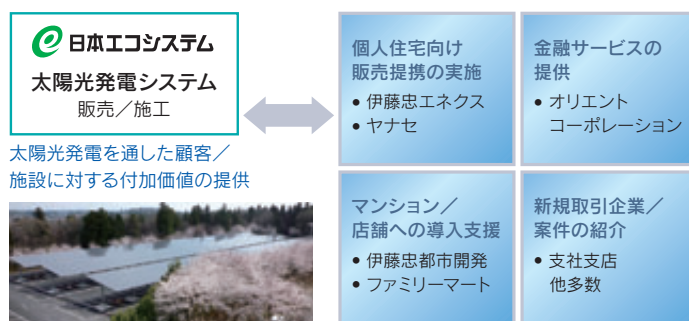 日本エコシステム
太陽光発電システム
販売／施工
太陽光発電を通した顧客／
施設に対する付加価値の提供
個人住宅向け
販売提携の実施
• 伊藤忠エネクス
• ヤナセ
金融サービスの
提供
• オリエント
コーポレーション
マンション／
店舗への導入支援
• 伊藤忠都市開発
• ファミリーマート
新規取引企業／
案件の紹介
• 支社支店
他多数